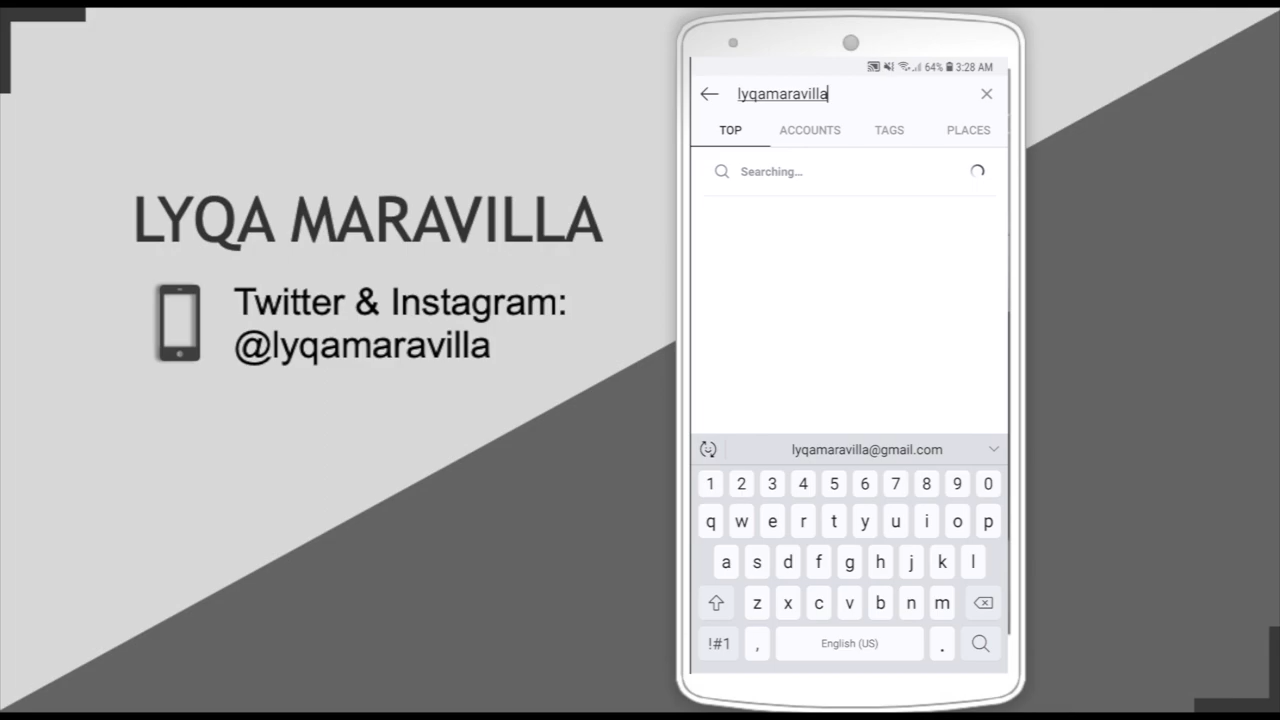 LYQA MARAVILLA
Twitter & Instagram:
@lyqamaravilla
64% 3:28 AM
lyqamaravilla
TOP ACCOUNTS TAGS PLACES
Searching...
lyqamaravilla@gmail.com
1 2 3 4 5 6 7 8 9 0
q w e r t y u i o p
a s d f g h j k l
z x c v b n m
!#1 , English (US) .